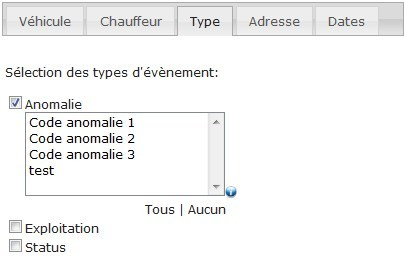 Véhicule Chauffeur Type Adresse Dates
Sélection des types d'évènement:
Anomalie
Code anomalie 1
Code anomalie 2
Code anomalie 3
test
Tous | Aucun
Exploitation
Status